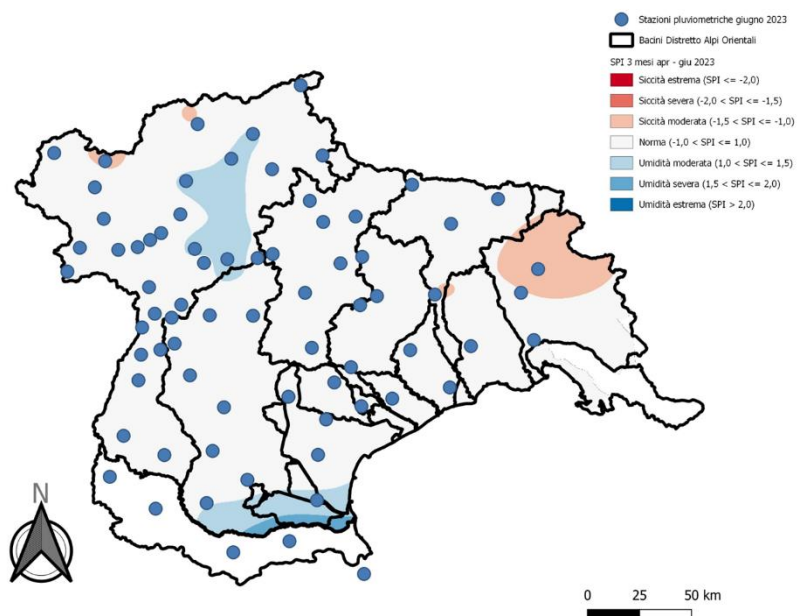 Stazioni pluviometriche giugno 2023
Bacini Distretto Alpi Orientali
SPI 3 mesi apr - giu 2023
Siccità estrema (SPI <= -2,0)
Siccità severa (-2,0 < SPI <= -1,5)
Siccità moderata (-1,5 < SPI <= -1,0)
Norma (-1,0 < SPI <= 1,0)
Umidità moderata (1,0 < SPI <= 1,5)
Umidità severa (1,5 < SPI <= 2,0)
Umidità estrema (SPI > 2,0)
N
0 25 50 km